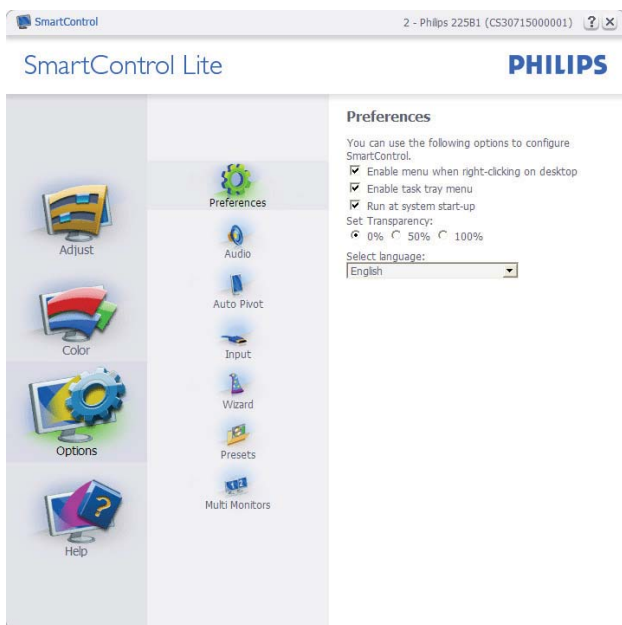 SmartControl
2 - Philips 225B1 (CS30715000001)
SmartControl Lite
PHILIPS
Adjust
Color
Options
Help
Preferences
Audio
Auto Pivot
Input
Wizard
Presets
Multi Monitors
Preferences
You can use the following options to configure
SmartControl.
Enable menu when right-clicking on desktop
Enable task tray menu
Run at system start-up
Set Transparency:
0% 50% 100%
Select language:
English